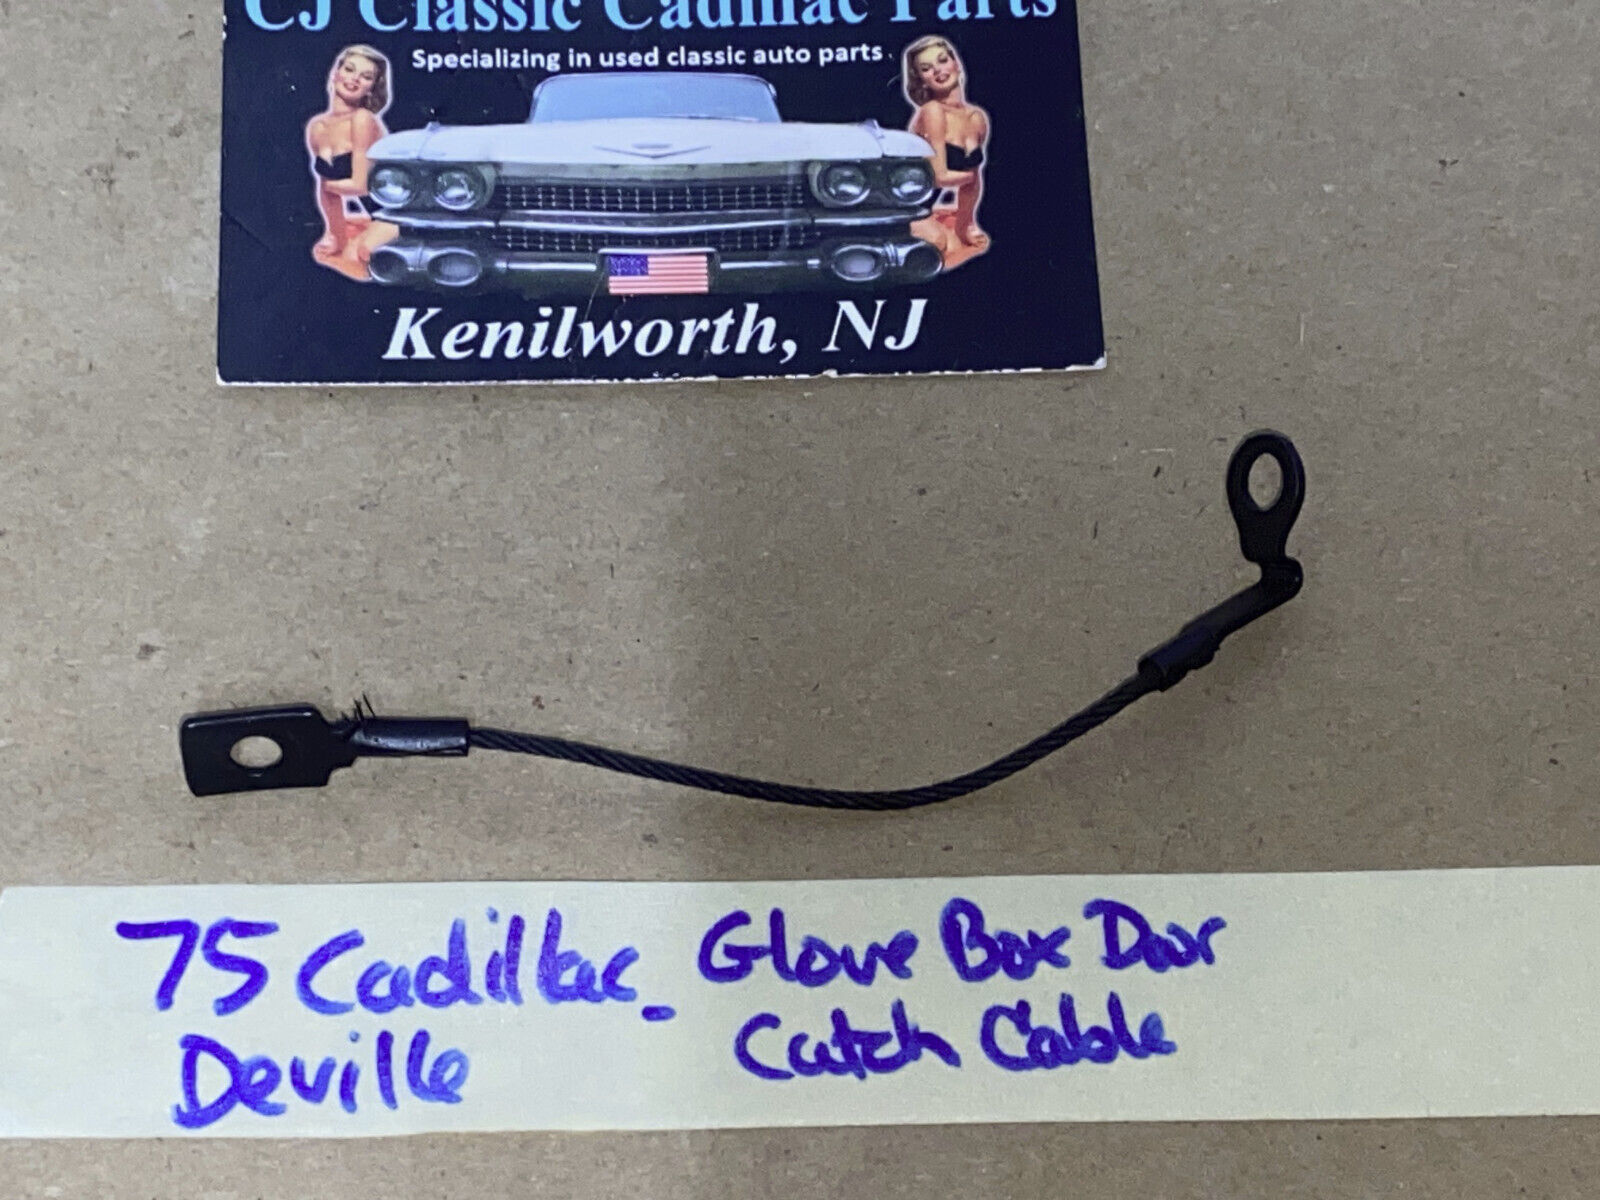 CJ Classic Cadillac Parts
Specializing in used classic auto parts
Kenilworth, NJ
75 Cadillac - Glove Box Door
Deville Catch Cable